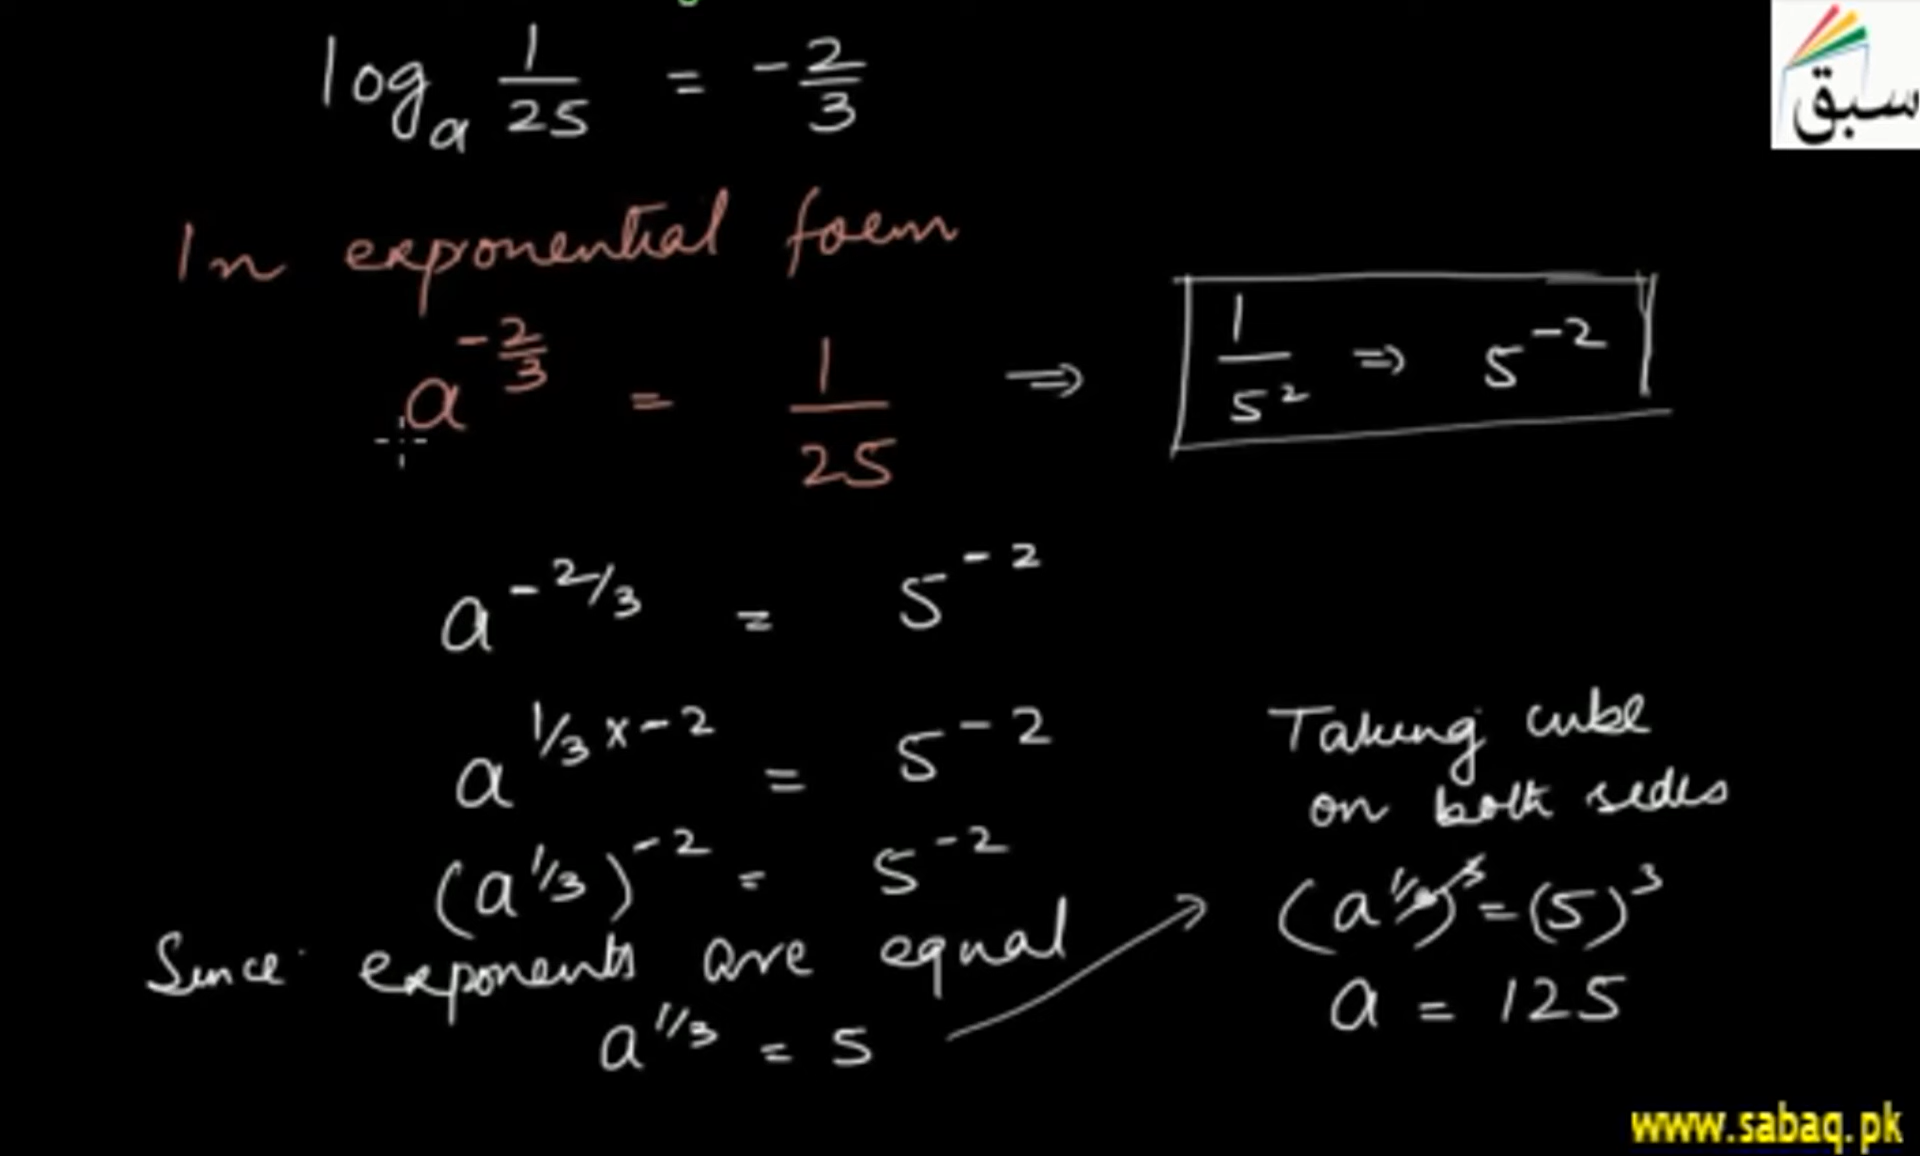 logₐ 1/25 = -2/3
سبق
In exponential form
a^(-2/3) = 1/25 ⇒ 1/5² ⇒ 5^(-2)
a^(-2/3) = 5^(-2)
a^(1/3 x -2) = 5^(-2)
(a^(1/3))^(-2) = 5^(-2)
Since exponents are equal
a^(1/3) = 5
Taking cube
on both sides
(a^(1/3))^3 = (5)^3
a = 125
www.sabaq.pk